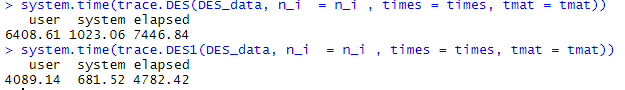 > system.time(trace.DES(DES_data, n_i  = n_i , times = times, tmat = tmat))
   user  system elapsed
6408.61 1023.06 7446.84
> system.time(trace.DES1(DES_data, n_i  = n_i , times = times, tmat = tmat))
   user  system elapsed
4089.14  681.52 4782.42